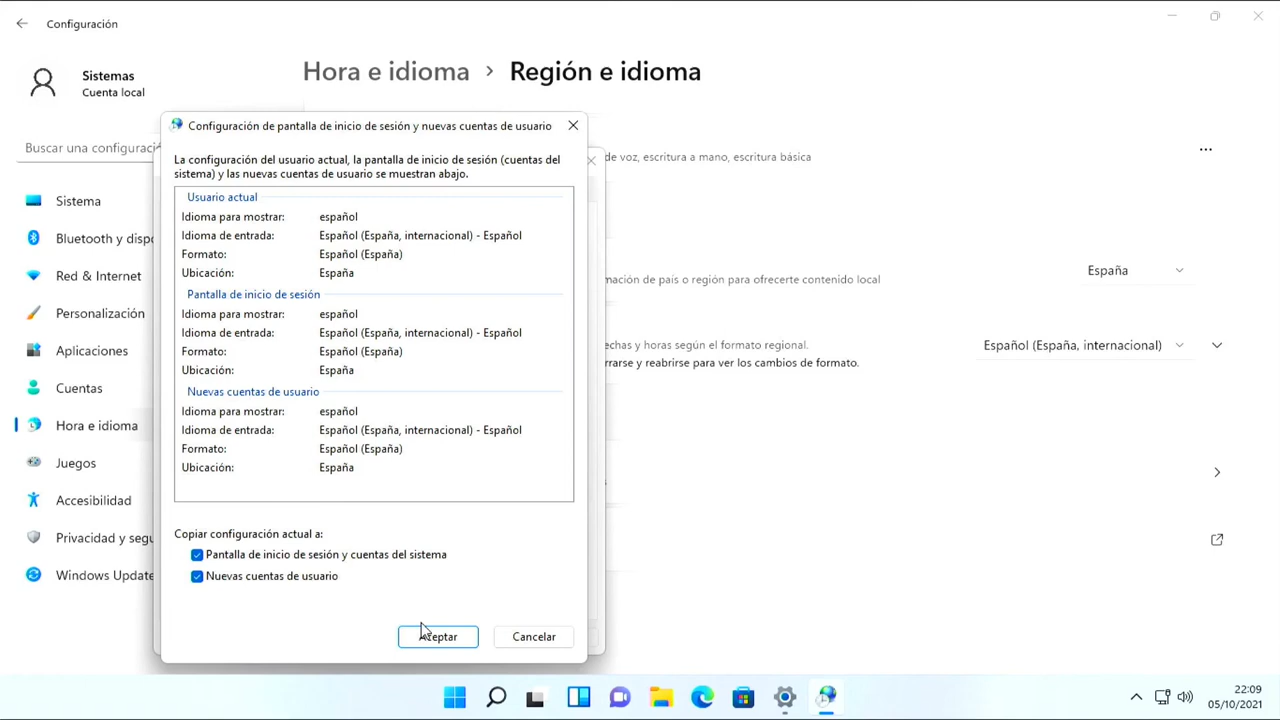 Configuración
Sistemas
Cuenta local
Hora e idioma › Región e idioma
Buscar una configuració
Sistema
Bluetooth y dispo
Red & Internet
Personalización
Aplicaciones
Cuentas
Hora e idioma
Juegos
Accesibilidad
Privacidad y segu
Windows Update
Configuración de pantalla de inicio de sesión y nuevas cuentas de usuario
La configuración del usuario actual, la pantalla de inicio de sesión (cuentas del
sistema) y las nuevas cuentas de usuario se muestran abajo.
Usuario actual
Idioma para mostrar: español
Idioma de entrada: Español (España, internacional) - Español
Formato: Español (España)
Ubicación: España
Pantalla de inicio de sesión
Idioma para mostrar: español
Idioma de entrada: Español (España, internacional) - Español
Formato: Español (España)
Ubicación: España
Nuevas cuentas de usuario
Idioma para mostrar: español
Idioma de entrada: Español (España, internacional) - Español
Formato: Español (España)
Ubicación: España
Copiar configuración actual a:
Pantalla de inicio de sesión y cuentas del sistema
Nuevas cuentas de usuario
Aceptar Cancelar
de voz, escritura a mano, escritura básica
mación de país o región para ofrecerte contenido local España
echas y horas según el formato regional.
rrarse y reabrirse para ver los cambios de formato.
Español (España, internacional)
22:09
05/10/2021